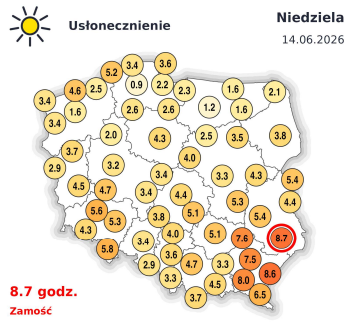 Usłonecznienie
Niedziela
14.06.2026
5.2 3.4 3.6
4.6 2.5 0.9 2.2 2.3 1.6 2.1
3.4 1.6 2.6 2.6 1.2 1.6
3.4 2.0 4.3 2.5 3.5 3.8
3.7 4.0
2.9 3.2 3.4 3.3 4.3 5.4
4.5 4.7 3.4 4.4 5.3 4.4
5.6 5.3 3.8 5.1 5.4
4.3 3.4 4.0 5.1 7.6 8.7
5.8 3.6 7.5
2.9 4.7 3.3 8.6
3.3 4.5 8.0
3.7 6.5
8.7 godz.
Zamość